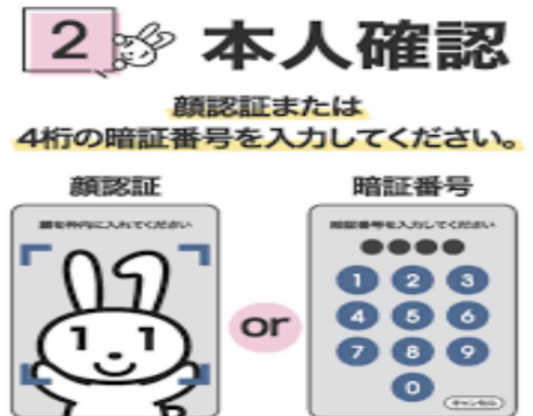 2 本人確認
顔認証または
4桁の暗証番号を入力してください。
顔認証
暗証番号
顔を枠内に入れてください
暗証番号を入力してください
1 2 3
4 5 6
7 8 9
0
キャンセル
1 1
or